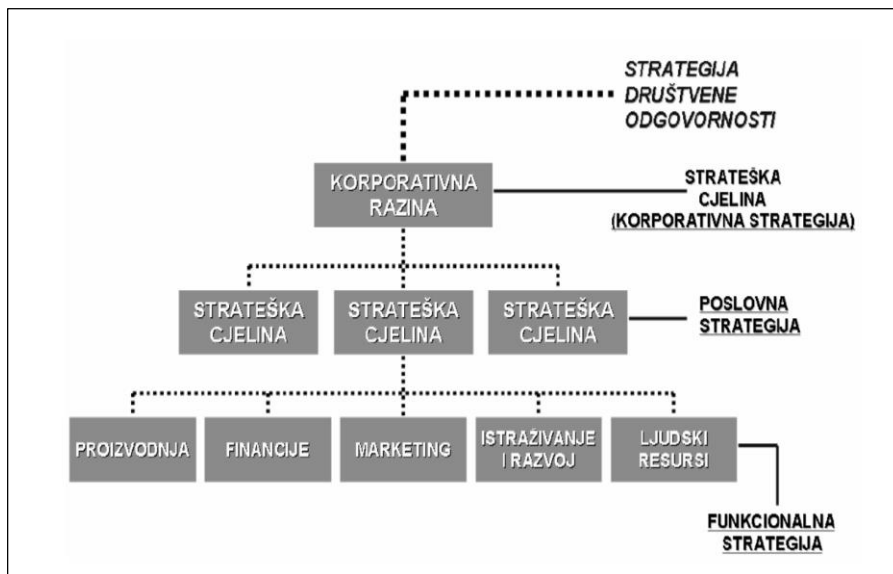 STRATEGIJA
DRUŠTVENE
ODGOVORNOSTI
KORPORATIVNA
RAZINA
STRATEŠKA
CJELINA
(KORPORATIVNA STRATEGIJA)
STRATEŠKA
CJELINA
STRATEŠKA
CJELINA
STRATEŠKA
CJELINA
POSLOVNA
STRATEGIJA
PROIZVODNJA
FINANCIJE
MARKETING
ISTRAŽIVANJE
I RAZVOJ
LJUDSKI
RESURSI
FUNKCIONALNA
STRATEGIJA